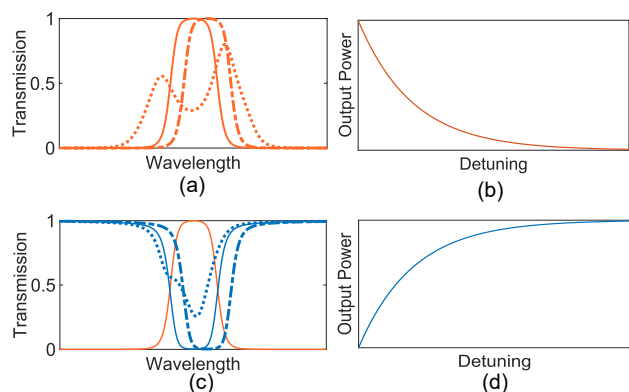 1
0.5
0
Transmission
Wavelength
(a)
Output Power
Detuning
(b)
1
0.5
0
Transmission
Wavelength
(c)
Output Power
Detuning
(d)